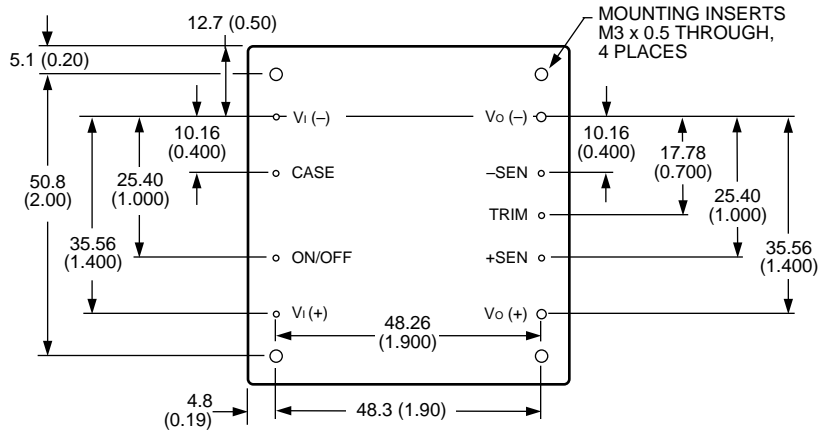 12.7 (0.50)
MOUNTING INSERTS
M3 x 0.5 THROUGH,
4 PLACES
5.1 (0.20)
VI (–)
VO (–)
10.16
(0.400)
10.16
(0.400)
17.78
(0.700)
CASE
–SEN
25.40
(1.000)
50.8
(2.00)
TRIM
25.40
(1.000)
35.56
(1.400)
35.56
(1.400)
ON/OFF
+SEN
VI (+)
VO (+)
48.26
(1.900)
4.8
(0.19)
48.3 (1.90)